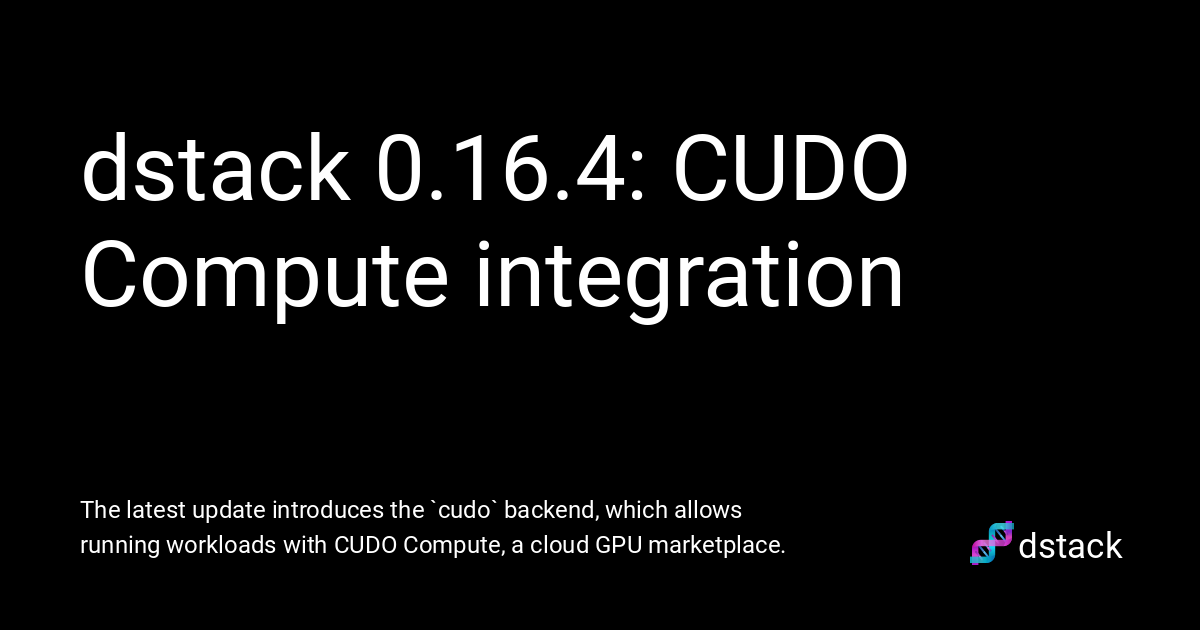 dstack 0.16.4: CUDO
Compute integration
The latest update introduces the `cudo` backend, which allows
running workloads with CUDO Compute, a cloud GPU marketplace.
dstack